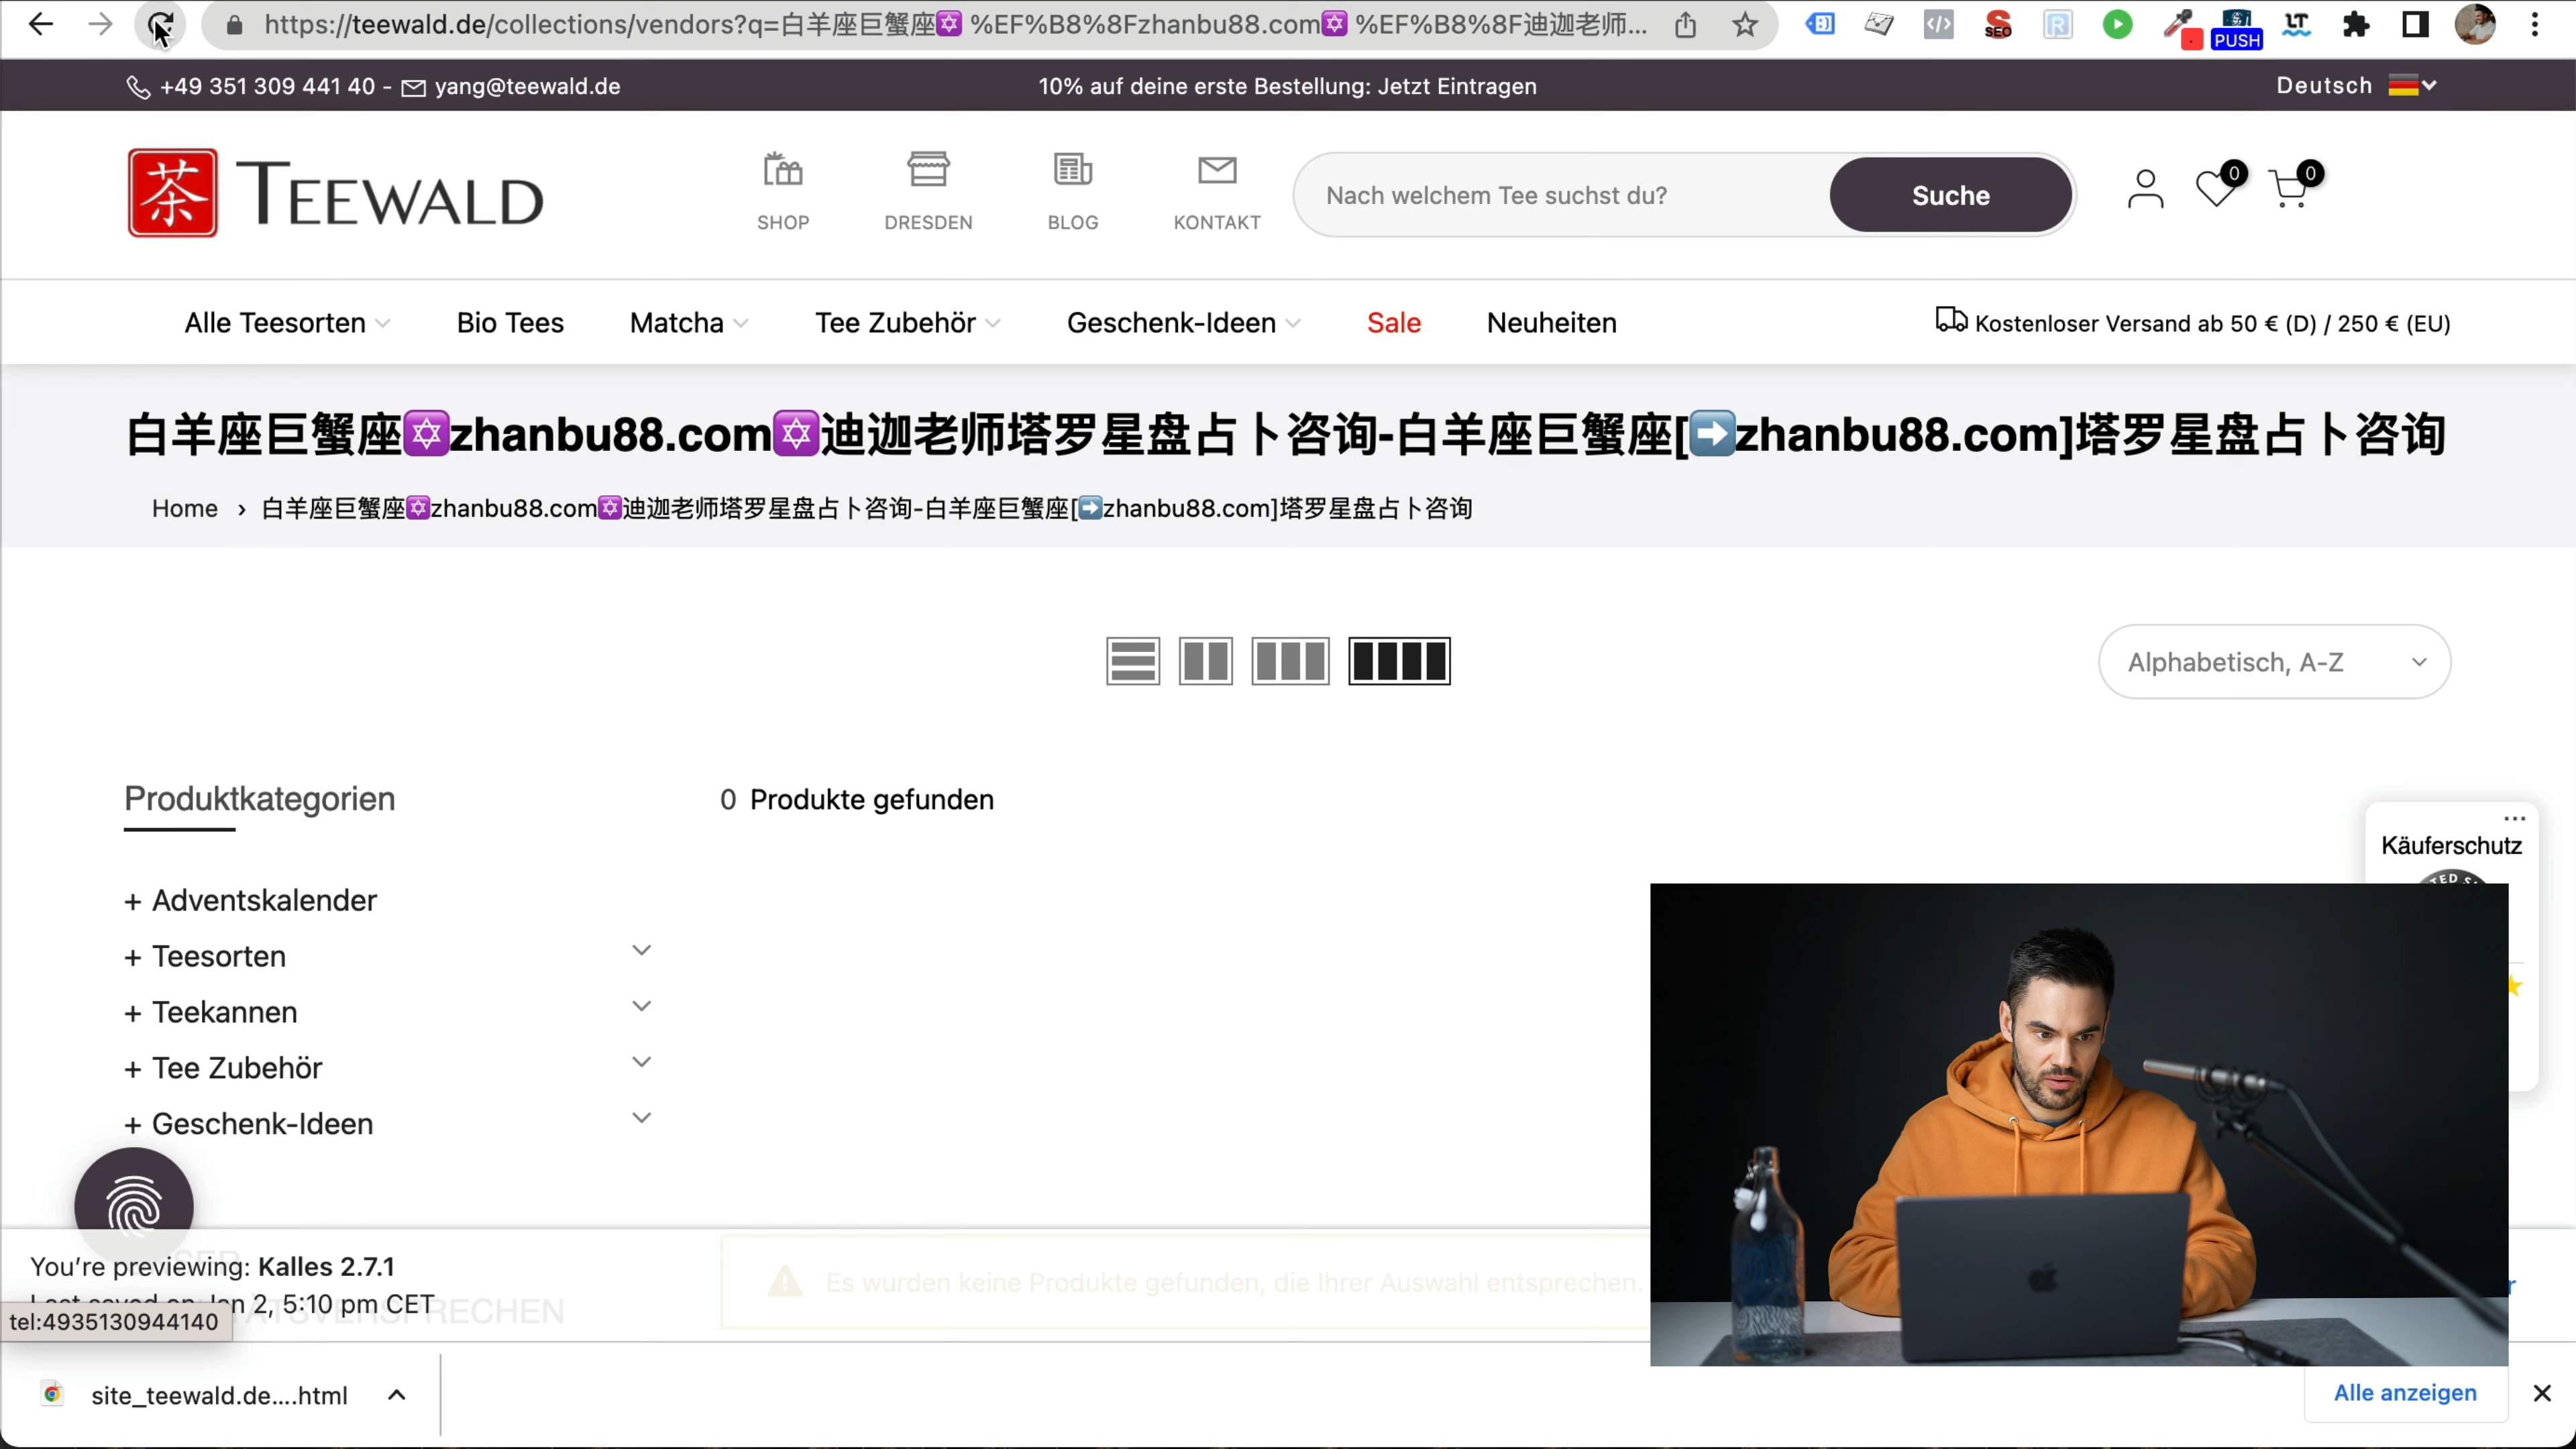 https://teewald.de/collections/vendors?q=白羊座巨蟹座🔯 %EF%B8%8Fzhanbu88.com🔯 %EF%B8%8F迪迦老师...
SEO
PUSH
LT
+49 351 309 441 40 - yang@teewald.de
10% auf deine erste Bestellung: Jetzt Eintragen
Deutsch
茶 TEEWALD
SHOP
DRESDEN
BLOG
KONTAKT
Nach welchem Tee suchst du?
Suche
0
0
Alle Teesorten
Bio Tees
Matcha
Tee Zubehör
Geschenk-Ideen
Sale
Neuheiten
Kostenloser Versand ab 50 € (D) / 250 € (EU)
白羊座巨蟹座🔯zhanbu88.com🔯迪迦老师塔罗星盘占卜咨询-白羊座巨蟹座[➡️zhanbu88.com]塔罗星盘占卜咨询
Home › 白羊座巨蟹座🔯zhanbu88.com🔯迪迦老师塔罗星盘占卜咨询-白羊座巨蟹座[➡️zhanbu88.com]塔罗星盘占卜咨询
Alphabetisch, A-Z
Produktkategorien
0 Produkte gefunden
+ Adventskalender
+ Teesorten
+ Teekannen
+ Tee Zubehör
+ Geschenk-Ideen
Käuferschutz
You're previewing: Kalles 2.7.1
n 2, 5:10 pm CET
tel:4935130944140
Es wurden keine Produkte gefunden, die Ihrer Auswahl entsprechen.
site_teewald.de....html
Alle anzeigen